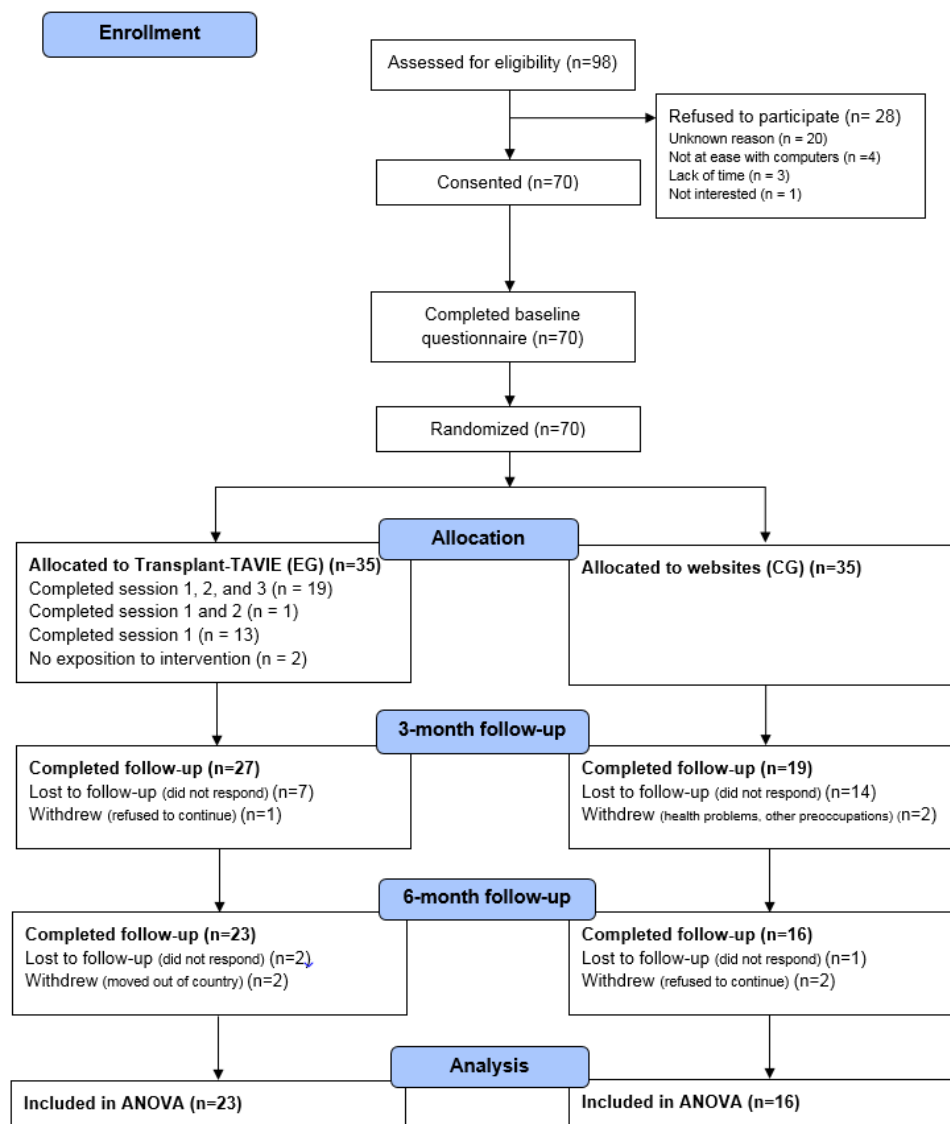 Enrollment
Assessed for eligibility (n=98)
Refused to participate (n= 28)
Unknown reason (n = 20)
Not at ease with computers (n =4)
Lack of time (n = 3)
Not interested (n = 1)
Consented (n=70)
Completed baseline
questionnaire (n=70)
Randomized (n=70)
Allocation
Allocated to Transplant-TAVIE (EG) (n=35)
Completed session 1, 2, and 3 (n = 19)
Completed session 1 and 2 (n = 1)
Completed session 1 (n = 13)
No exposition to intervention (n = 2)
Allocated to websites (CG) (n=35)
3-month follow-up
Completed follow-up (n=27)
Lost to follow-up (did not respond) (n=7)
Withdrew (refused to continue) (n=1)
Completed follow-up (n=19)
Lost to follow-up (did not respond) (n=14)
Withdrew (health problems, other preoccupations) (n=2)
6-month follow-up
Completed follow-up (n=23)
Lost to follow-up (did not respond) (n=2)
Withdrew (moved out of country) (n=2)
Completed follow-up (n=16)
Lost to follow-up (did not respond) (n=1)
Withdrew (refused to continue) (n=2)
Analysis
Included in ANOVA (n=23)
Included in ANOVA (n=16)